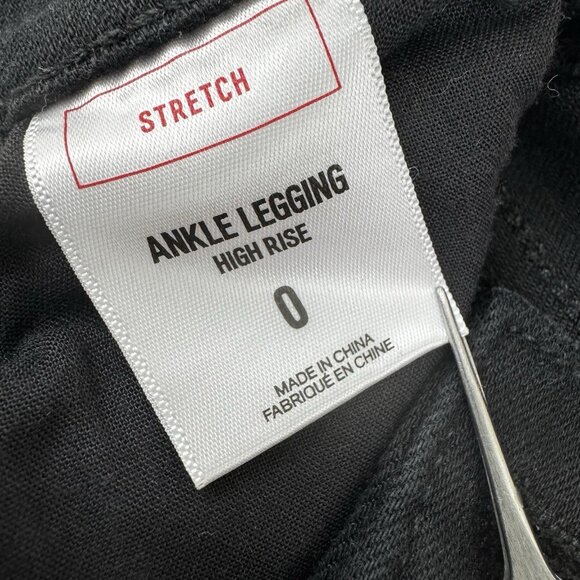 STRETCH
ANKLE LEGGING
HIGH RISE
0
MADE IN CHINA
FABRIQUÉ EN CHINE